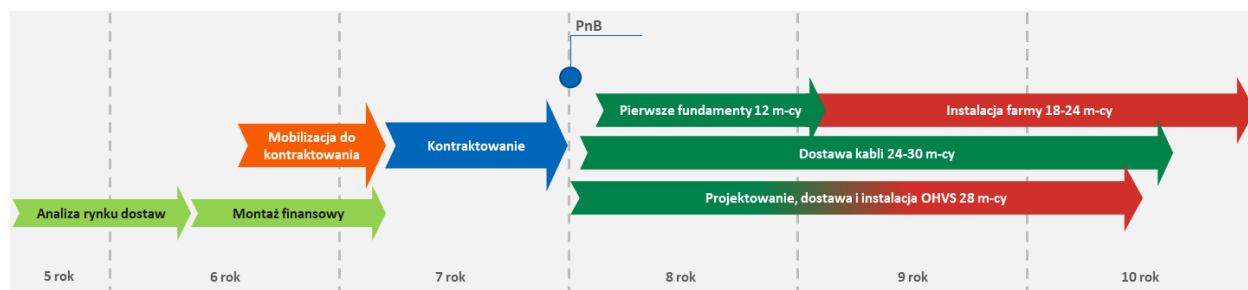 PnB
Pierwsze fundamenty 12 m-cy
Instalacja farmy 18-24 m-cy
Mobilizacja do
kontraktowania
Kontraktowanie
Dostawa kabli 24-30 m-cy
Projektowanie, dostawa i instalacja OHVS 28 m-cy
Analiza rynku dostaw
Montaż finansowy
5 rok
6 rok
7 rok
8 rok
9 rok
10 rok